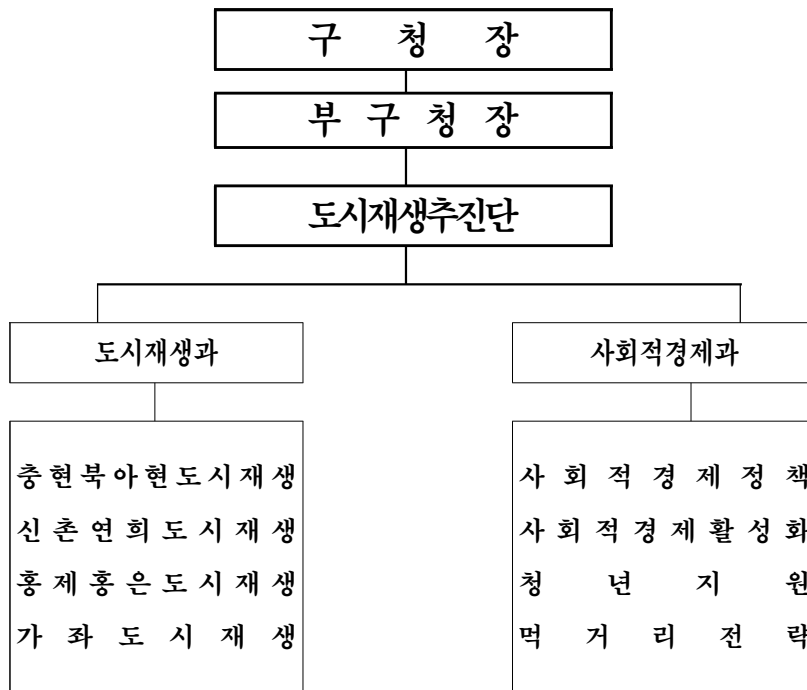 구 청 장
부 구 청 장
도시재생추진단
도시재생과
사회적경제과
충현북아현도시재생
신촌연희도시재생
홍제홍은도시재생
가좌도시재생
사회적경제정책
사회적경제활성화
청년지원
먹거리전략